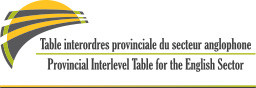 Table interordres provinciale du secteur anglophone
Provincial Interlevel Table for the English Sector